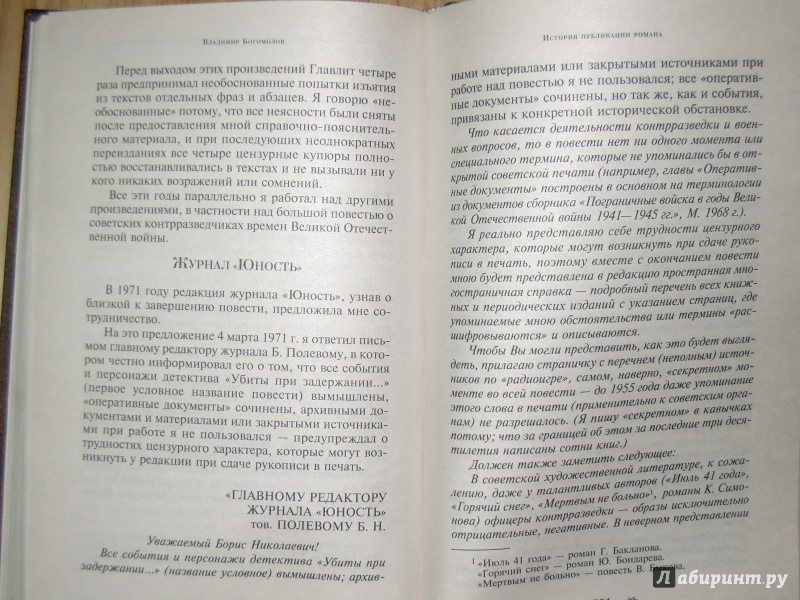 Владимир Богомолов
Перед выходом этих произведений Главлит четыре
раза предпринимал необоснованные попытки изъятия
из текстов отдельных фраз и абзацев. Я говорю «не-
обоснованные» потому, что все неясности были сняты
после предоставления мной справочно-пояснитель-
ного материала, и при последующих неоднократных
переизданиях все четыре цензурные купюры полно-
стью восстанавливались в текстах и не вызывали ни у
кого никаких возражений или сомнений.
Все эти годы параллельно я работал над другими
произведениями, в частности над большой повестью о
советских контрразведчиках времен Великой Отечест-
венной войны.
Журнал «Юность»
В 1971 году редакция журнала «Юность», узнав о
близкой к завершению повести, предложила мне со-
трудничество.
На это предложение 4 марта 1971 г. я ответил пись-
мом главному редактору журнала Б. Полевому, в кото-
ром честно информировал его о том, что все события
и персонажи детектива «Убиты при задержании...»
(первое условное название повести) вымышлены,
«оперативные документы» сочинены, архивными до-
кументами и материалами или закрытыми источника-
ми при работе я не пользовался — предупреждал о
трудностях цензурного характера, которые могут воз-
никнуть у редакции при сдаче рукописи в печать.
«ГЛАВНОМУ РЕДАКТОРУ
ЖУРНАЛА «ЮНОСТЬ»
тов. ПОЛЕВОМУ Б. Н.
Уважаемый Борис Николаевич!
Все события и персонажи детектива «Убиты при
задержании...» (название условное) вымышлены; архив-
История публикации романа
ными материалами или закрытыми источниками при
работе над повестью я не пользовался; все «оператив-
ные документы» сочинены, но так же, как и события,
привязаны к конкретной исторической обстановке.
Что касается деятельности контрразведки и воен-
ных вопросов, то в повести нет ни одного момента или
специального термина, которые не упоминались бы в от-
крытой советской печати (например, главы «Оператив-
ные документы» построены в основном на терминологии
из документов сборника «Пограничные войска в годы Вели-
кой Отечественной войны 1941—1945 гг.», М. 1968 г.).
Я реально представляю себе трудности цензурного
характера, которые могут возникнуть при сдаче руко-
писи в печать, поэтому вместе с окончанием повести
мною будет представлена в редакцию пространная мно-
гостраничная справка — подробный перечень всех книж-
ных и периодических изданий с указанием страниц, где
упоминаемые мною обстоятельства или термины «рас-
шифровываются» и описываются.
Чтобы Вы могли представить, как это будет выгля-
деть, прилагаю страничку с перечнем (неполным) источ-
ников по «радиоигре», самом, наверно, «секретном» мо-
менте во всей повести — до 1955 года даже упоминание
этого слова в печати (применительно к советским орга-
нам) не разрешалось. (Я пишу «секретном» в кавычках
потому; что за границей об этом за последние три деся-
тилетия написаны сотни книг.)
Должен также заметить следующее:
В советской художественной литературе, к сожа-
лению, даже у талантливых авторов («Июль 41 года»,
«Горячий снег», «Мертвым не больно»¹, романы К. Симо-
нова) офицеры контрразведки — образы исключительно
отрицательные, негативные. В неверном представлении
¹ «Июль 41 года» — роман Г. Бакланова.
«Горячий снег» — роман Ю. Бондарева.
«Мертвым не больно» — повесть В. Быкова.
Лабиринт.ру